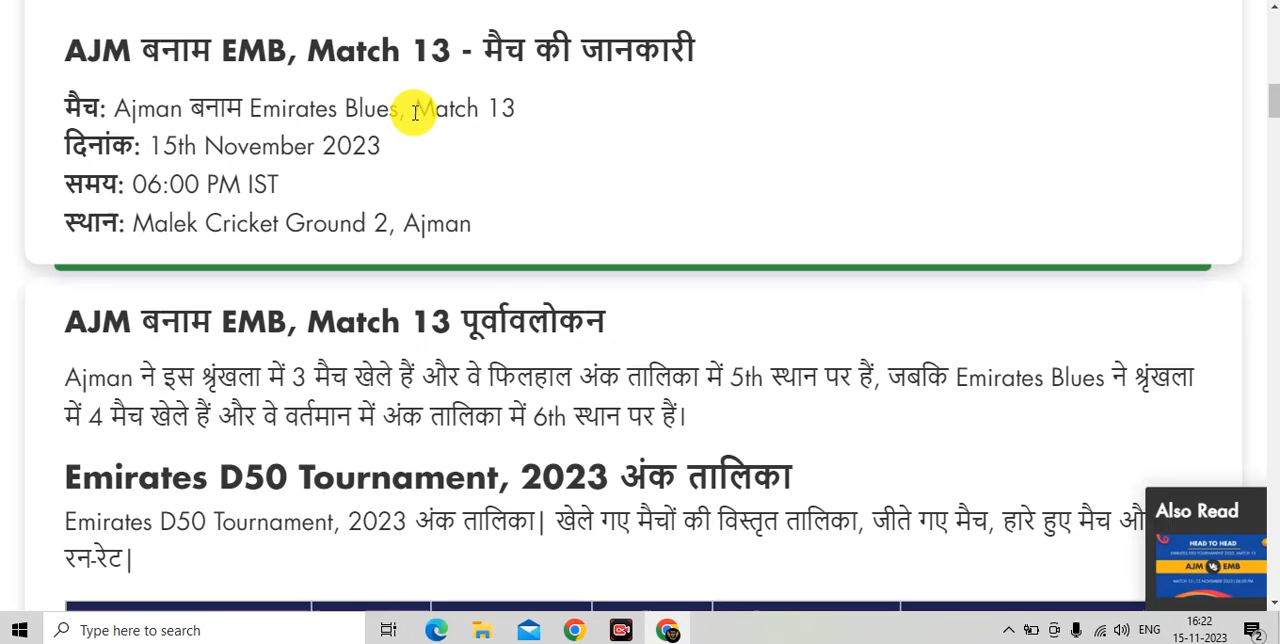 AJM बनाम EMB, Match 13 - मैच की जानकारी
मैच: Ajman बनाम Emirates Blues, Match 13
दिनांक: 15th November 2023
समय: 06:00 PM IST
स्थान: Malek Cricket Ground 2, Ajman
AJM बनाम EMB, Match 13 पूर्वावलोकन
Ajman ने इस श्रृंखला में 3 मैच खेले हैं और वे फिलहाल अंक तालिका में 5th स्थान पर हैं, जबकि Emirates Blues ने श्रृंखला
में 4 मैच खेले हैं और वे वर्तमान में अंक तालिका में 6th स्थान पर हैं।
Emirates D50 Tournament, 2023 अंक तालिका
Emirates D50 Tournament, 2023 अंक तालिका| खेले गए मैचों की विस्तृत तालिका, जीते गए मैच, हारे हुए मैच औ
रन-रेट|
Also Read
HEAD TO HEAD
AJM VS EMB
Type here to search
ENG
16:22
15-11-2023
2